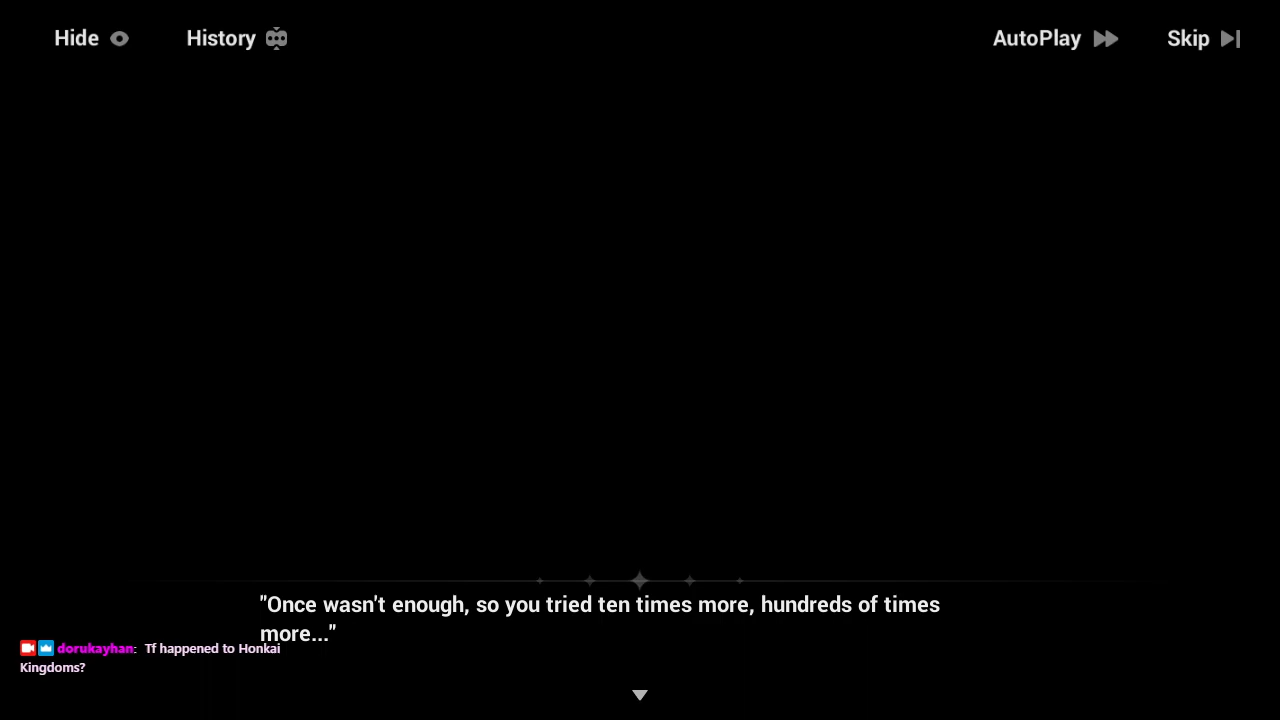 Hide
History
AutoPlay
Skip
"Once wasn't enough, so you tried ten times more, hundreds of times
more..."
dorukayhan: Tf happened to Honkai
Kingdoms?